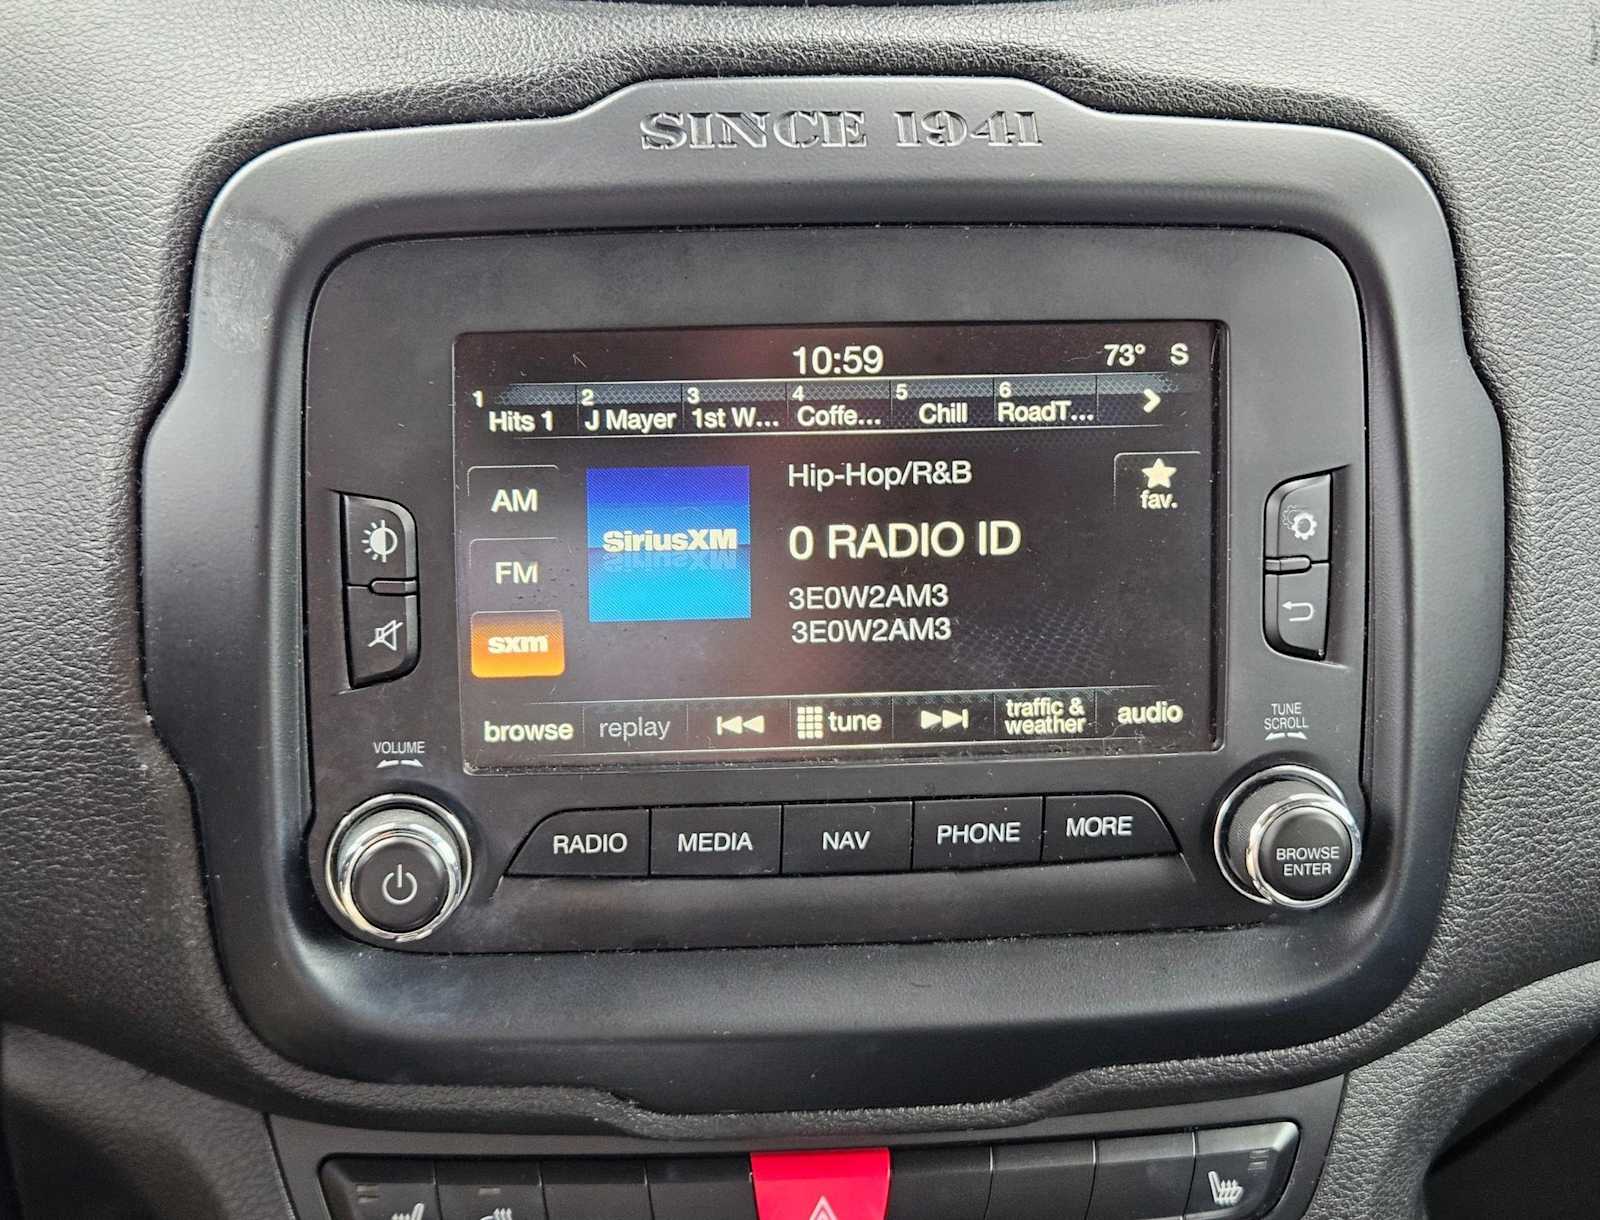 SINCE 1941
10:59 73° S
1 Hits 1 2 J Mayer 3 1st W... 4 Coffe... 5 Chill 6 RoadT...
AM
FM
sxm
SiriusXM
Hip-Hop/R&B
0 RADIO ID
3E0W2AM3
3E0W2AM3
fav.
browse replay tune traffic & weather audio
VOLUME
TUNE
SCROLL
RADIO MEDIA NAV PHONE MORE
BROWSE
ENTER